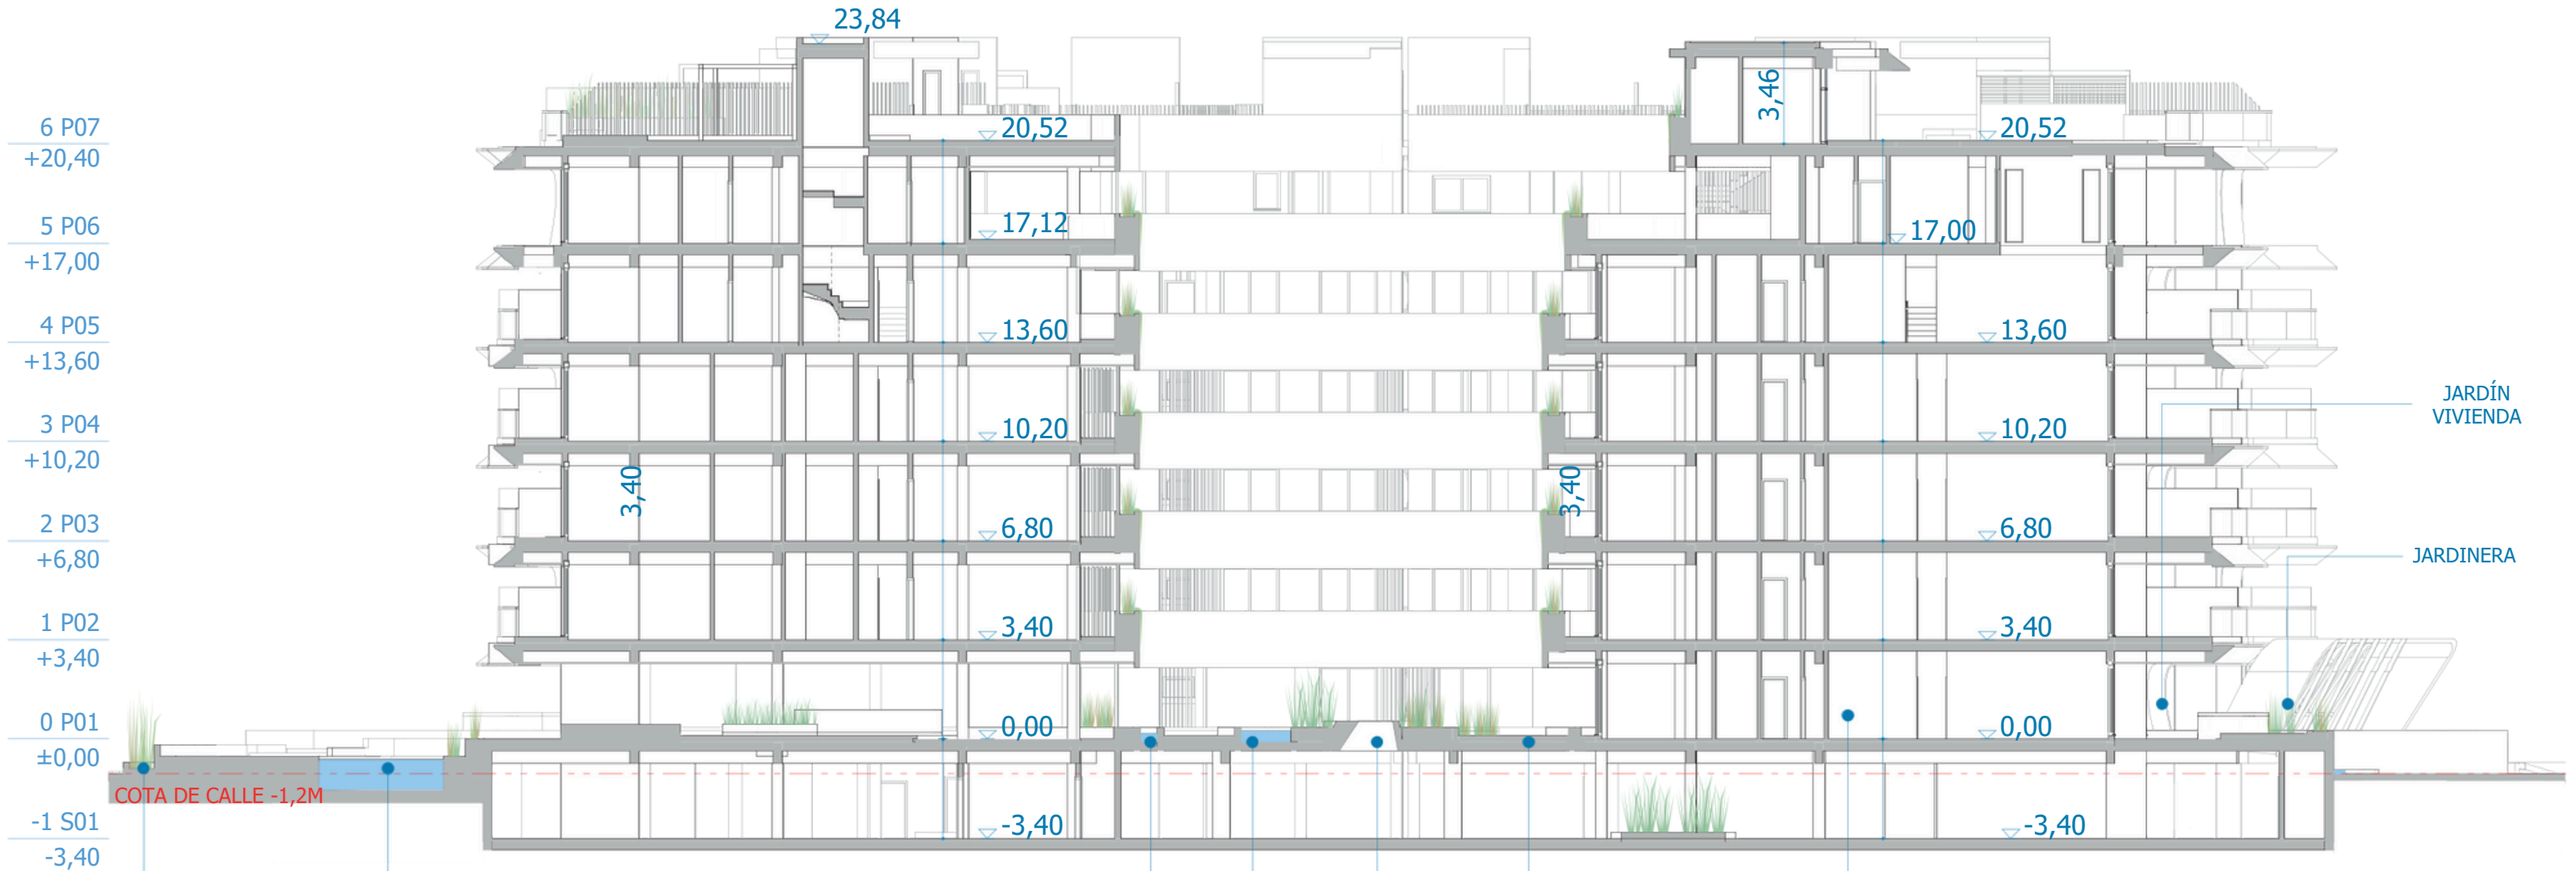 23,84
3,46
6 P07
+20,40
20,52
20,52
5 P06
+17,00
17,12
17,00
4 P05
+13,60
13,60
13,60
JARDÍN
VIVIENDA
3 P04
+10,20
10,20
10,20
3,40
3,40
2 P03
+6,80
6,80
6,80
JARDINERA
1 P02
+3,40
3,40
3,40
0 P01
±0,00
0,00
0,00
COTA DE CALLE -1,2M
-1 S01
-3,40
-3,40
-3,40